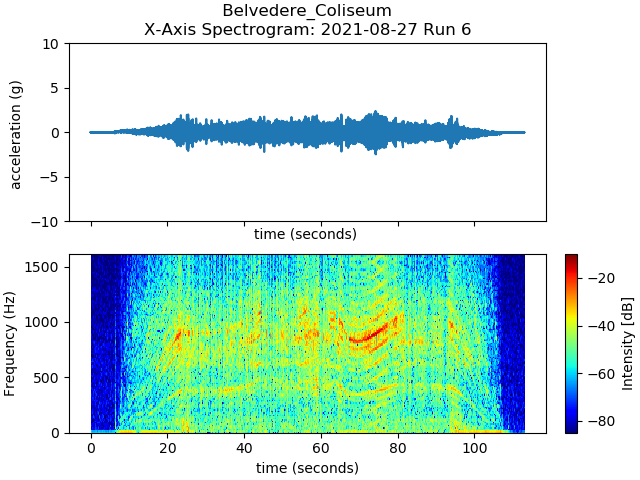 Belvedere_Coliseum
X-Axis Spectrogram: 2021-08-27 Run 6
10
5
0
−5
−10
acceleration (g)
time (seconds)
1500
1000
500
0
Frequency (Hz)
0 20 40 60 80 100
time (seconds)
−20
−40
−60
−80
Intensity [dB]